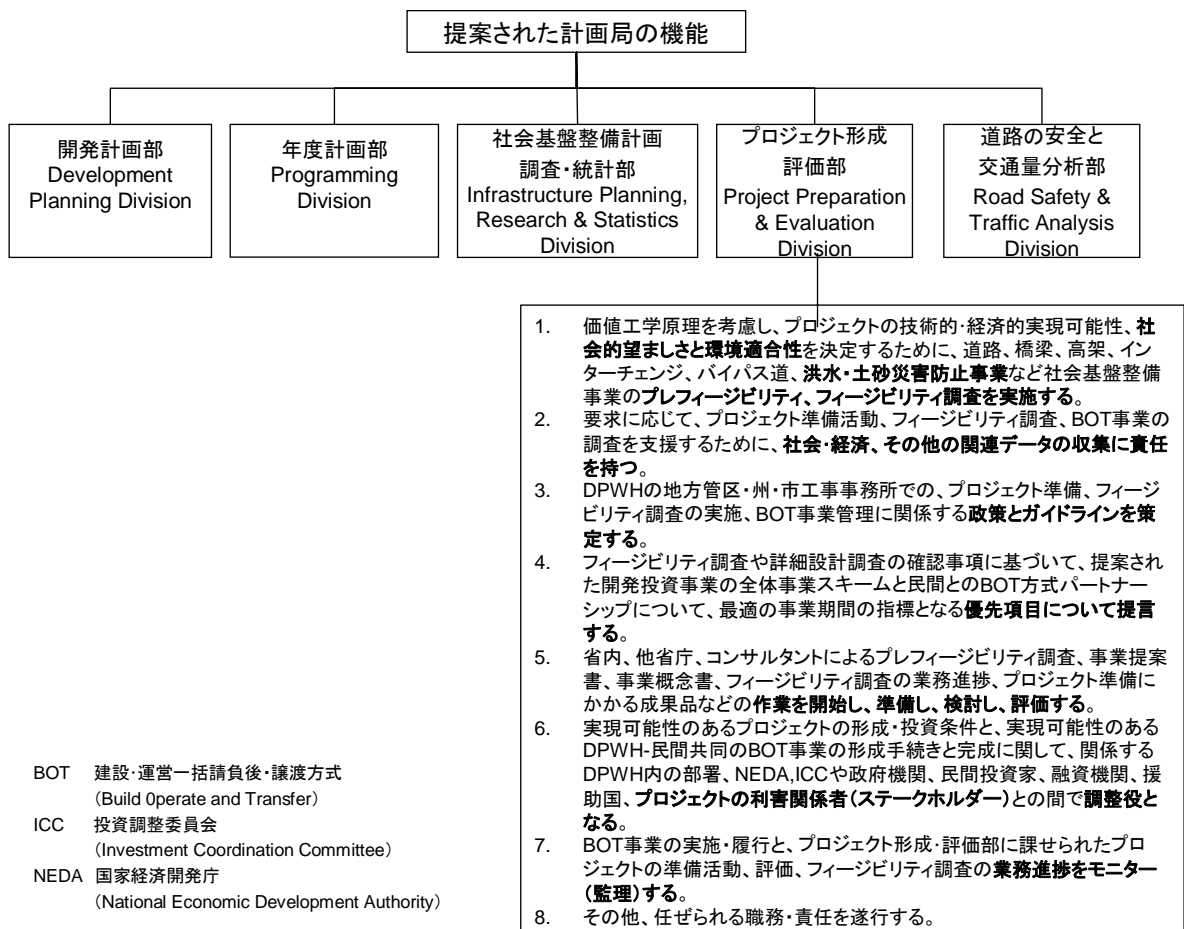 提案された計画局の機能
開発計画部
Development
Planning Division
年度計画部
Programming
Division
社会基盤整備計画
調査・統計部
Infrastructure Planning,
Research & Statistics
Division
プロジェクト形成
評価部
Project Preparation
& Evaluation
Division
道路の安全と
交通量分析部
Road Safety &
Traffic Analysis
Division
1. 価値工学原理を考慮し、プロジェクトの技術的・経済的実現可能性、社
会的望ましさと環境適合性を決定するために、道路、橋梁、高架、イン
ターチェンジ、バイパス道、洪水・土砂災害防止事業など社会基盤整備
事業のプレフィージビリティ、フィージビリティ調査を実施する。
2. 要求に応じて、プロジェクト準備活動、フィージビリティ調査、BOT事業の
調査を支援するために、社会・経済、その他の関連データの収集に責任
を持つ。
3. DPWHの地方管区・州・市工事事務所での、プロジェクト準備、フィージ
ビリティ調査の実施、BOT事業管理に関係する政策とガイドラインを策
定する。
4. フィージビリティ調査や詳細設計調査の確認事項に基づいて、提案され
た開発投資事業の全体事業スキームと民間とのBOT方式パートナー
シップについて、最適の事業期間の指標となる優先項目について提言
する。
5. 省内、他省庁、コンサルタントによるプレフィージビリティ調査、事業提案
書、事業概念書、フィージビリティ調査の業務進捗、プロジェクト準備に
かかる成果品などの作業を開始し、準備し、検討し、評価する。
6. 実現可能性のあるプロジェクトの形成・投資条件と、実現可能性のある
DPWH-民間共同のBOT事業の形成手続きと完成に関して、関係する
DPWH内の部署、NEDA,ICCや政府機関、民間投資家、融資機関、援
助国、プロジェクトの利害関係者(ステークホルダー)との間で調整役と
なる。
7. BOT事業の実施・履行と、プロジェクト形成・評価部に課せられたプロ
ジェクトの準備活動、評価、フィージビリティ調査の業務進捗をモニター
(監理)する。
8. その他、任ぜられる職務・責任を遂行する。
BOT 建設・運営一括請負後・譲渡方式
(Build 0perate and Transfer)
ICC 投資調整委員会
(Investment Coordination Committee)
NEDA 国家経済開発庁
(National Economic Development Authority)